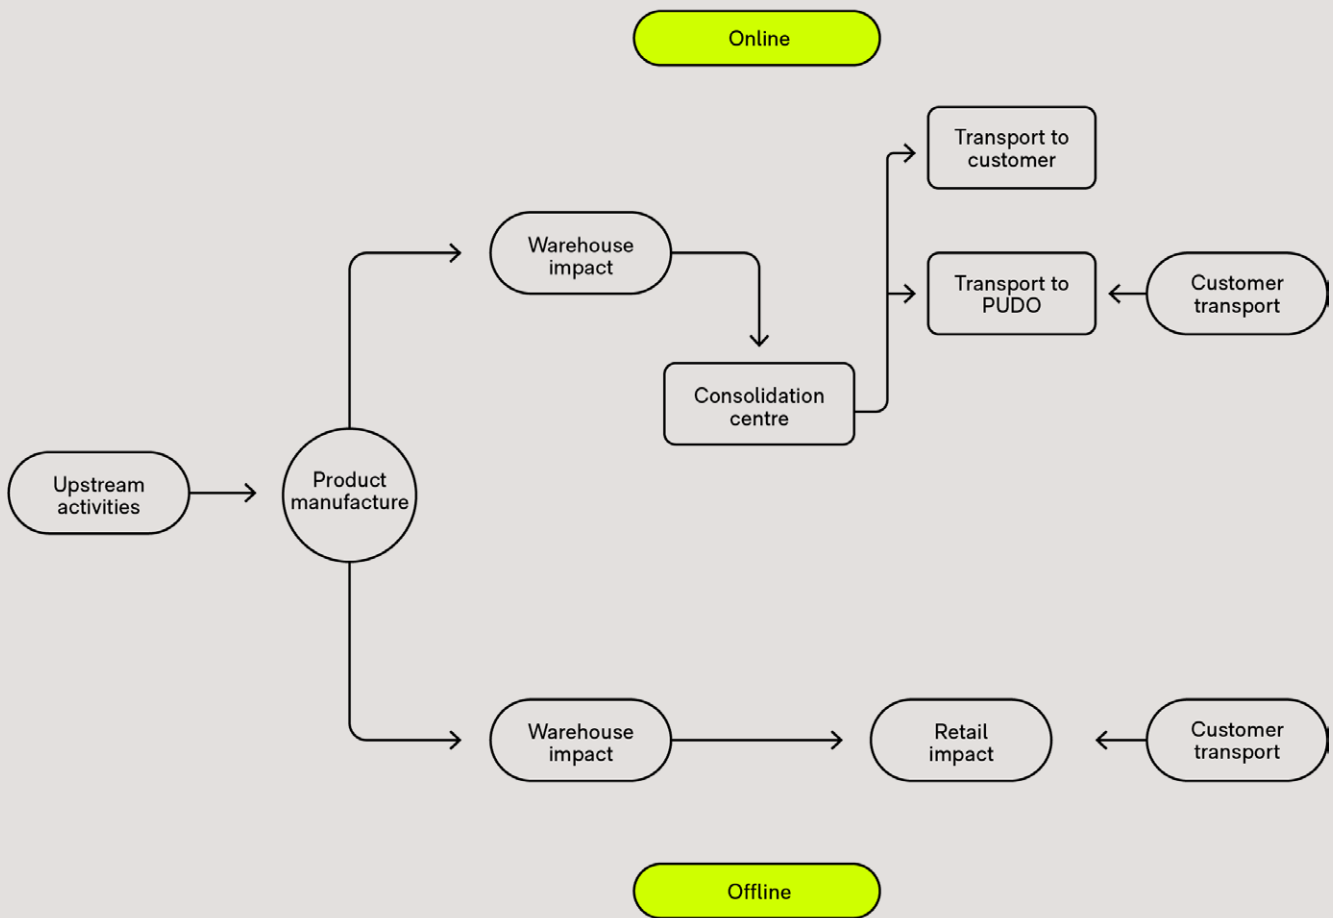 Online
Transport to
customer
Warehouse
impact
Transport to
PUDO
Customer
transport
Consolidation
centre
Upstream
activities
Product
manufacture
Warehouse
impact
Retail
impact
Customer
transport
Offline